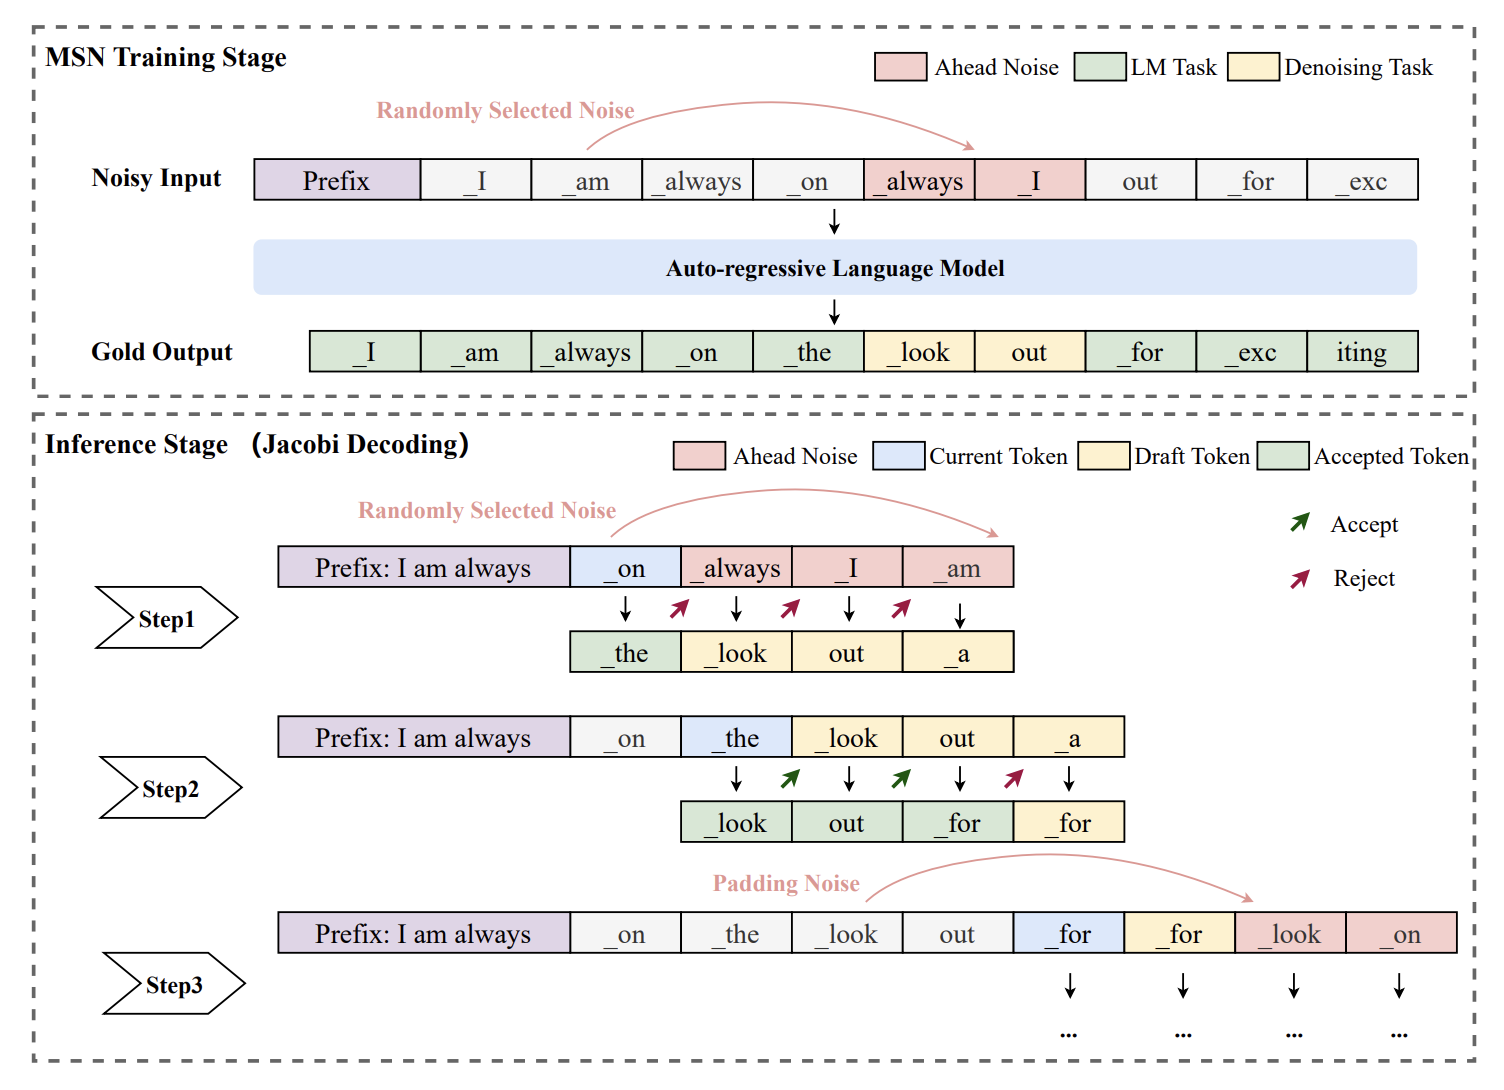 MSN Training Stage
Ahead Noise LM Task Denoising Task
Randomly Selected Noise
Noisy Input Prefix _I _am _always _on _always _I out _for _exc
Auto-regressive Language Model
Gold Output _I _am _always _on _the _look out _for _exc iting
Inference Stage （Jacobi Decoding）
Ahead Noise Current Token Draft Token Accepted Token
Randomly Selected Noise
Accept
Prefix: I am always _on _always _I _am
Reject
Step1
_the _look out _a
Prefix: I am always _on _the _look out _a
Step2
_look out _for _for
Padding Noise
Prefix: I am always _on _the _look out _for _for _look _on
Step3
... ... ... ...